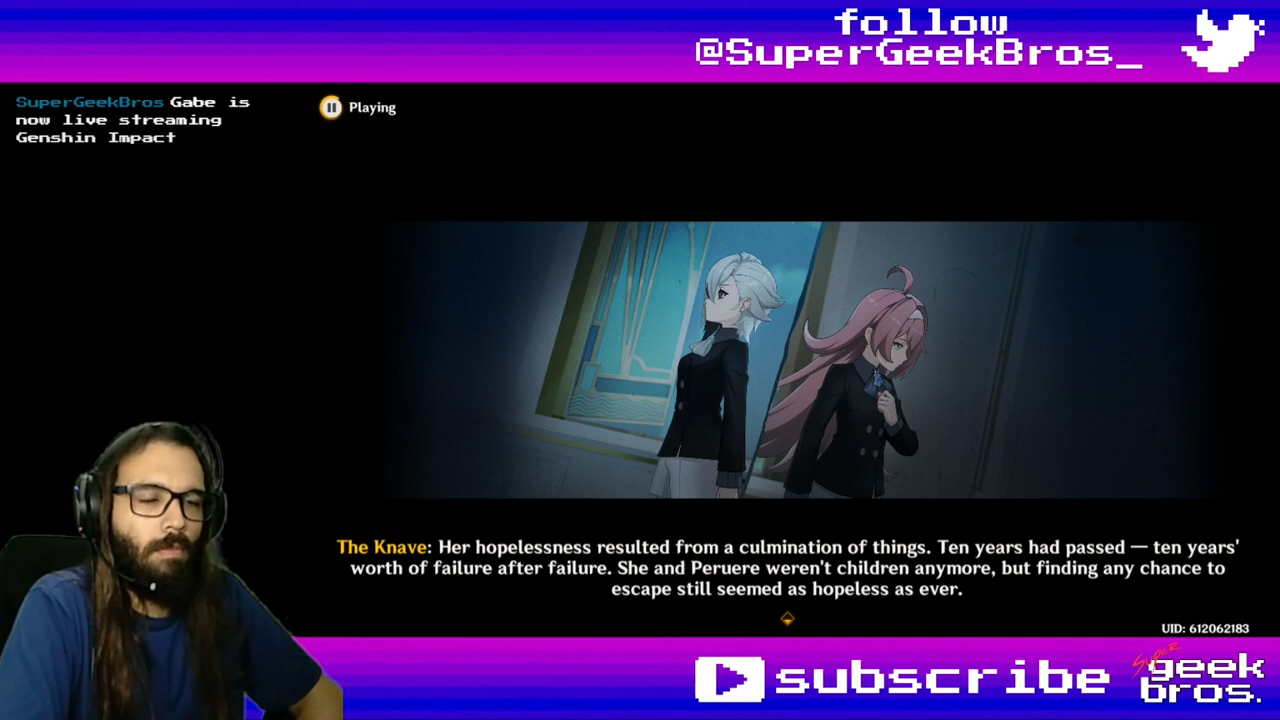 follow
@SuperGeekBros_
SuperGeekBros Gabe is
now live streaming
Genshin Impact
Playing
The Knave: Her hopelessness resulted from a culmination of things. Ten years had passed — ten years'
worth of failure after failure. She and Peruere weren't children anymore, but finding any chance to
escape still seemed as hopeless as ever.
UID: 612062183
subscribe
Super
geek
bros.